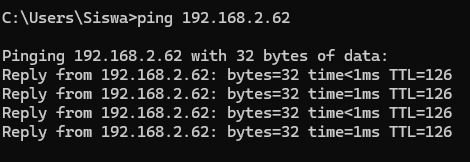 C:\Users\Siswa>ping 192.168.2.62
Pinging 192.168.2.62 with 32 bytes of data:
Reply from 192.168.2.62: bytes=32 time<1ms TTL=126
Reply from 192.168.2.62: bytes=32 time=1ms TTL=126
Reply from 192.168.2.62: bytes=32 time<1ms TTL=126
Reply from 192.168.2.62: bytes=32 time=1ms TTL=126